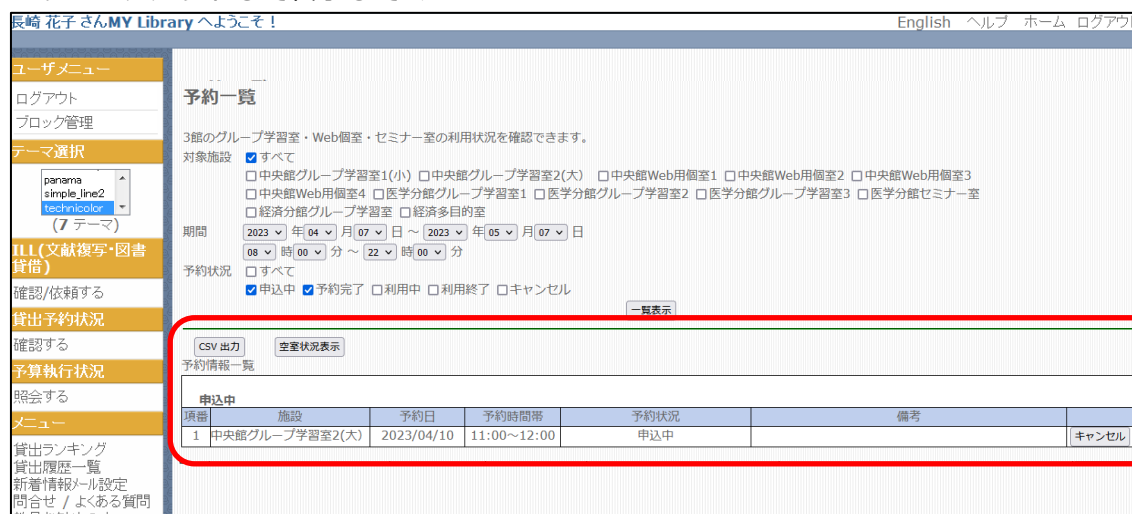 長崎 花子 さんMY Library へようこそ！
English ヘルプ ホーム ログアウト
ユーザメニュー
ログアウト
ブロック管理
テーマ選択
panama
simple_line2
technicolor
(7 テーマ)
ILL(文献複写･図書
貸借)
確認/依頼する
貸出予約状況
確認する
予算執行状況
照会する
メニュー
貸出ランキング
貸出履歴一覧
新着情報メール設定
問合せ / よくある質問
予約一覧
3館のグループ学習室・Web個室・セミナー室の利用状況を確認できます。
対象施設 すべて
中央館グループ学習室1(小) 中央館グループ学習室2(大) 中央館Web用個室1 中央館Web用個室2 中央館Web用個室3
中央館Web用個室4 医学分館グループ学習室1 医学分館グループ学習室2 医学分館グループ学習室3 医学分館セミナー室
経済分館グループ学習室 経済多目的室
期間 2023 年 04 月 07 日 ～ 2023 年 05 月 07 日
08 時 00 分 ～ 22 時 00 分
予約状況 すべて
申込中 予約完了 利用中 利用終了 キャンセル
一覧表示
CSV 出力 空室状況表示
予約情報一覧
申込中
項番 施設 予約日 予約時間帯 予約状況 備考
1 中央館グループ学習室2(大) 2023/04/10 11:00～12:00 申込中 キャンセル